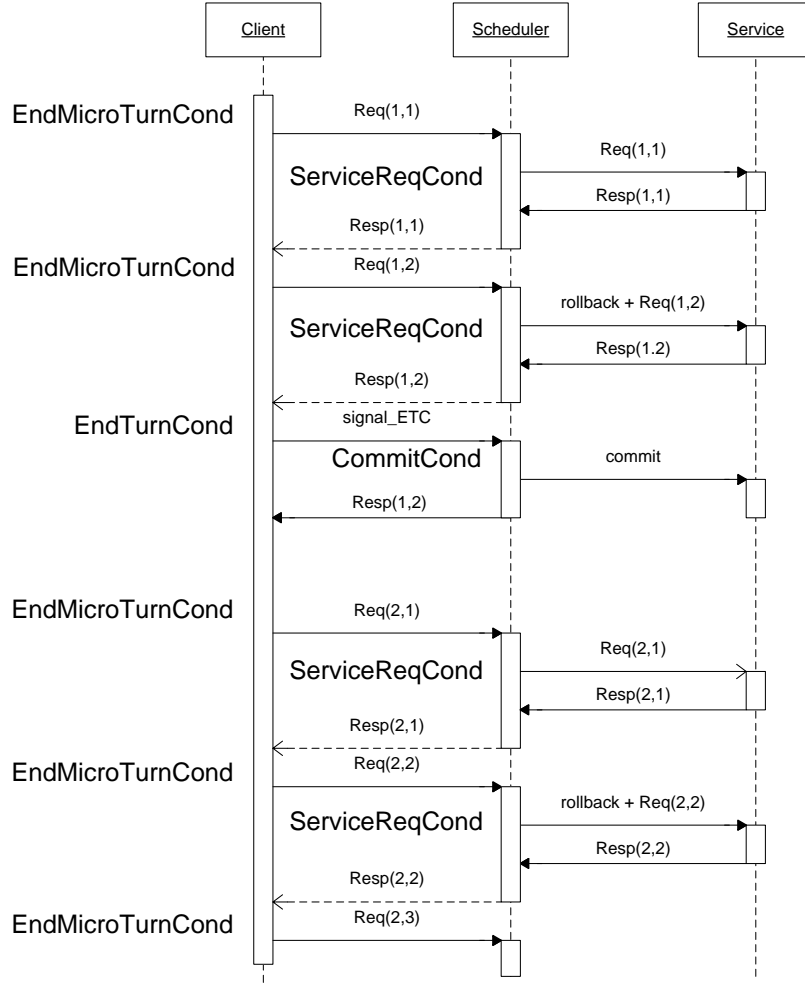 Client
Scheduler
Service
EndMicroTurnCond
Req(1,1)
Req(1,1)
ServiceReqCond
Resp(1,1)
Resp(1,1)
EndMicroTurnCond
Req(1,2)
rollback + Req(1,2)
ServiceReqCond
Resp(1.2)
Resp(1,2)
EndTurnCond
signal_ETC
CommitCond
commit
Resp(1,2)
EndMicroTurnCond
Req(2,1)
Req(2,1)
ServiceReqCond
Resp(2,1)
Resp(2,1)
EndMicroTurnCond
Req(2,2)
rollback + Req(2,2)
ServiceReqCond
Resp(2,2)
Resp(2,2)
EndMicroTurnCond
Req(2,3)